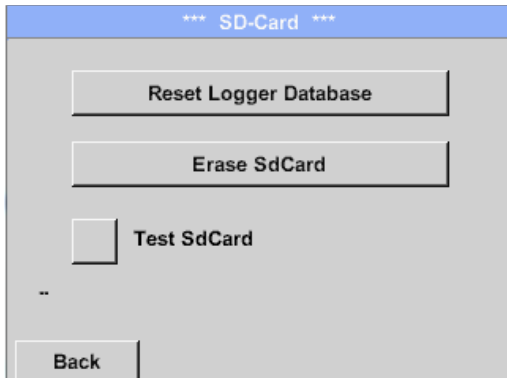 *** SD-Card ***
Reset Logger Database
Erase SdCard
Test SdCard
--
Back